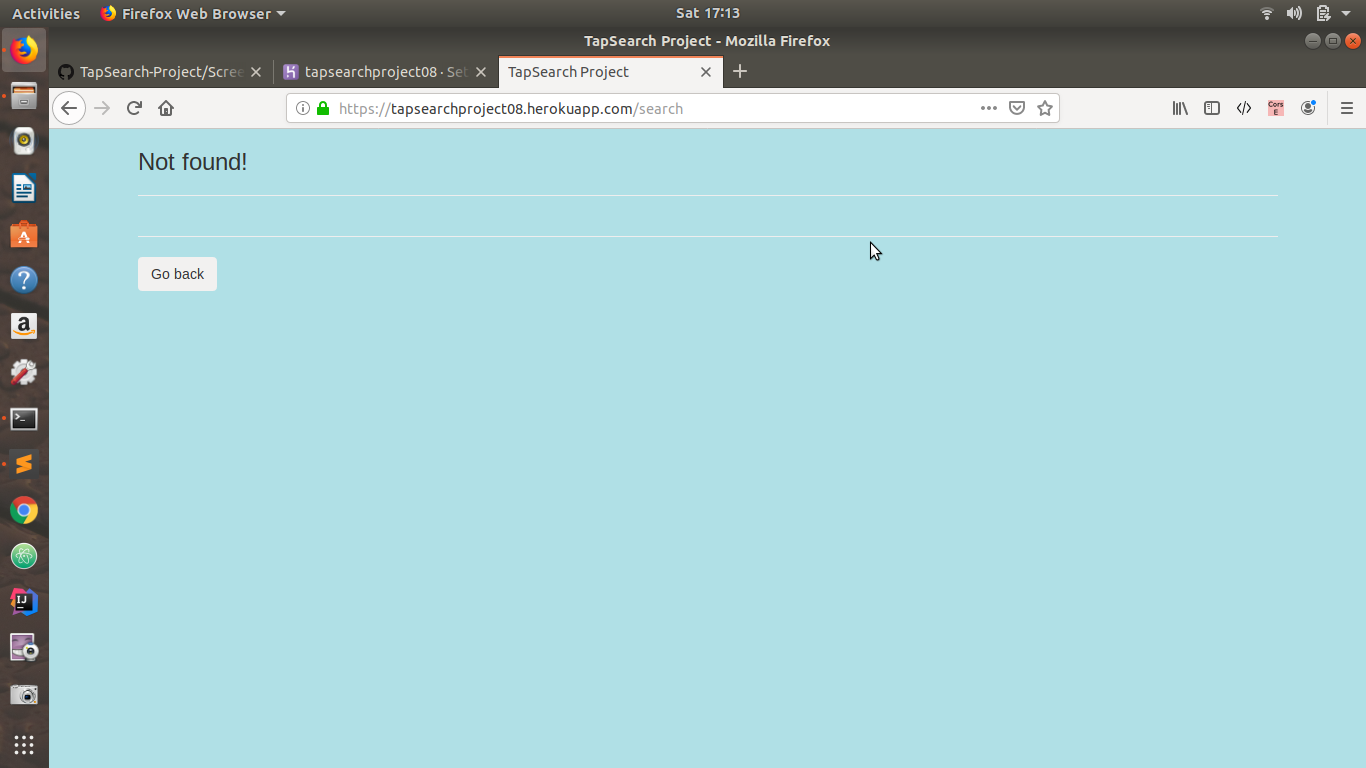 Activities Firefox Web Browser Sat 17:13
TapSearch Project - Mozilla Firefox
TapSearch-Project/Scree tapsearchproject08 · Set TapSearch Project
https://tapsearchproject08.herokuapp.com/search
Cors
E
Not found!
Go back